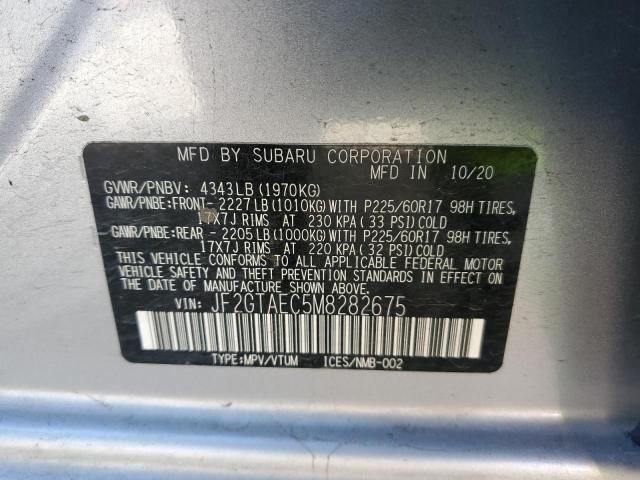 MFD BY SUBARU CORPORATION
MFD IN 10/20
GVWR/PNBV: 4343LB(1970KG)
GAWR/PNBE:FRONT-2227LB(1010KG)WITH P225/60R17 98H TIRES,
17X7J RIMS AT 230 KPA(33 PSI)COLD
GAWR/PNBE:REAR -2205LB(1000KG)WITH P225/60R17 98H TIRES,
17X7J RIMS AT 220 KPA(32 PSI)COLD
THIS VEHICLE CONFORMS TO ALL APPLICABLE FEDERAL MOTOR
VEHICLE SAFETY AND THEFT PREVENTION STANDARDS IN EFFECT
ON THE DATE OF MANUFACTURE SHOWN ABOVE.
VIN: JF2GTAEC5M8282675
TYPE:MPV/VTUM ICES/NMB-002